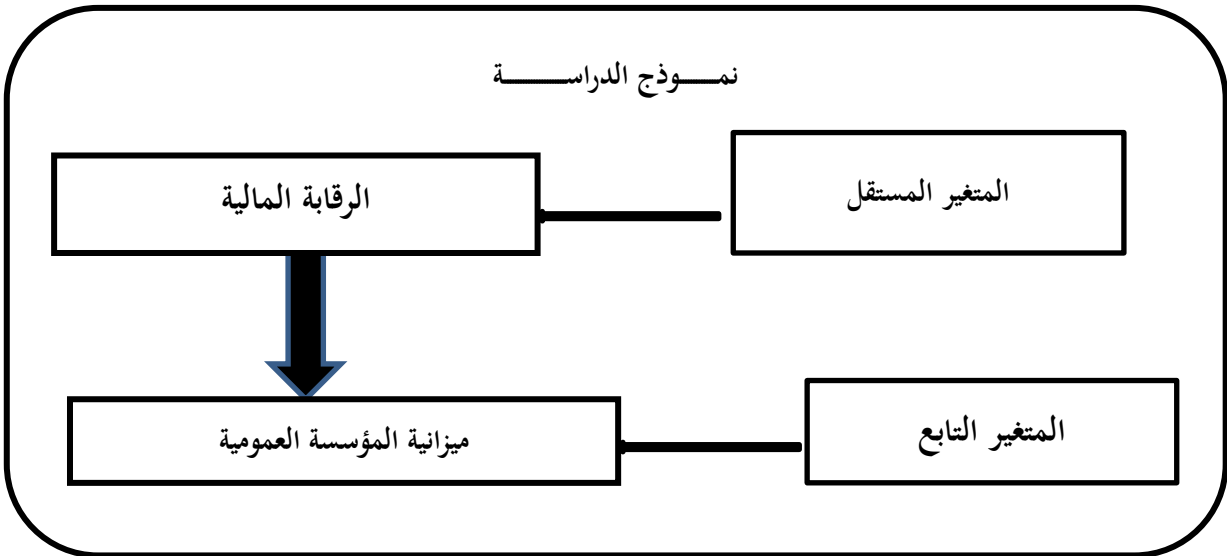 نمـــوذج الدراســـــة
المتغير المستقل
الرقابة المالية
المتغير التابع
ميزانية المؤسسة العمومية